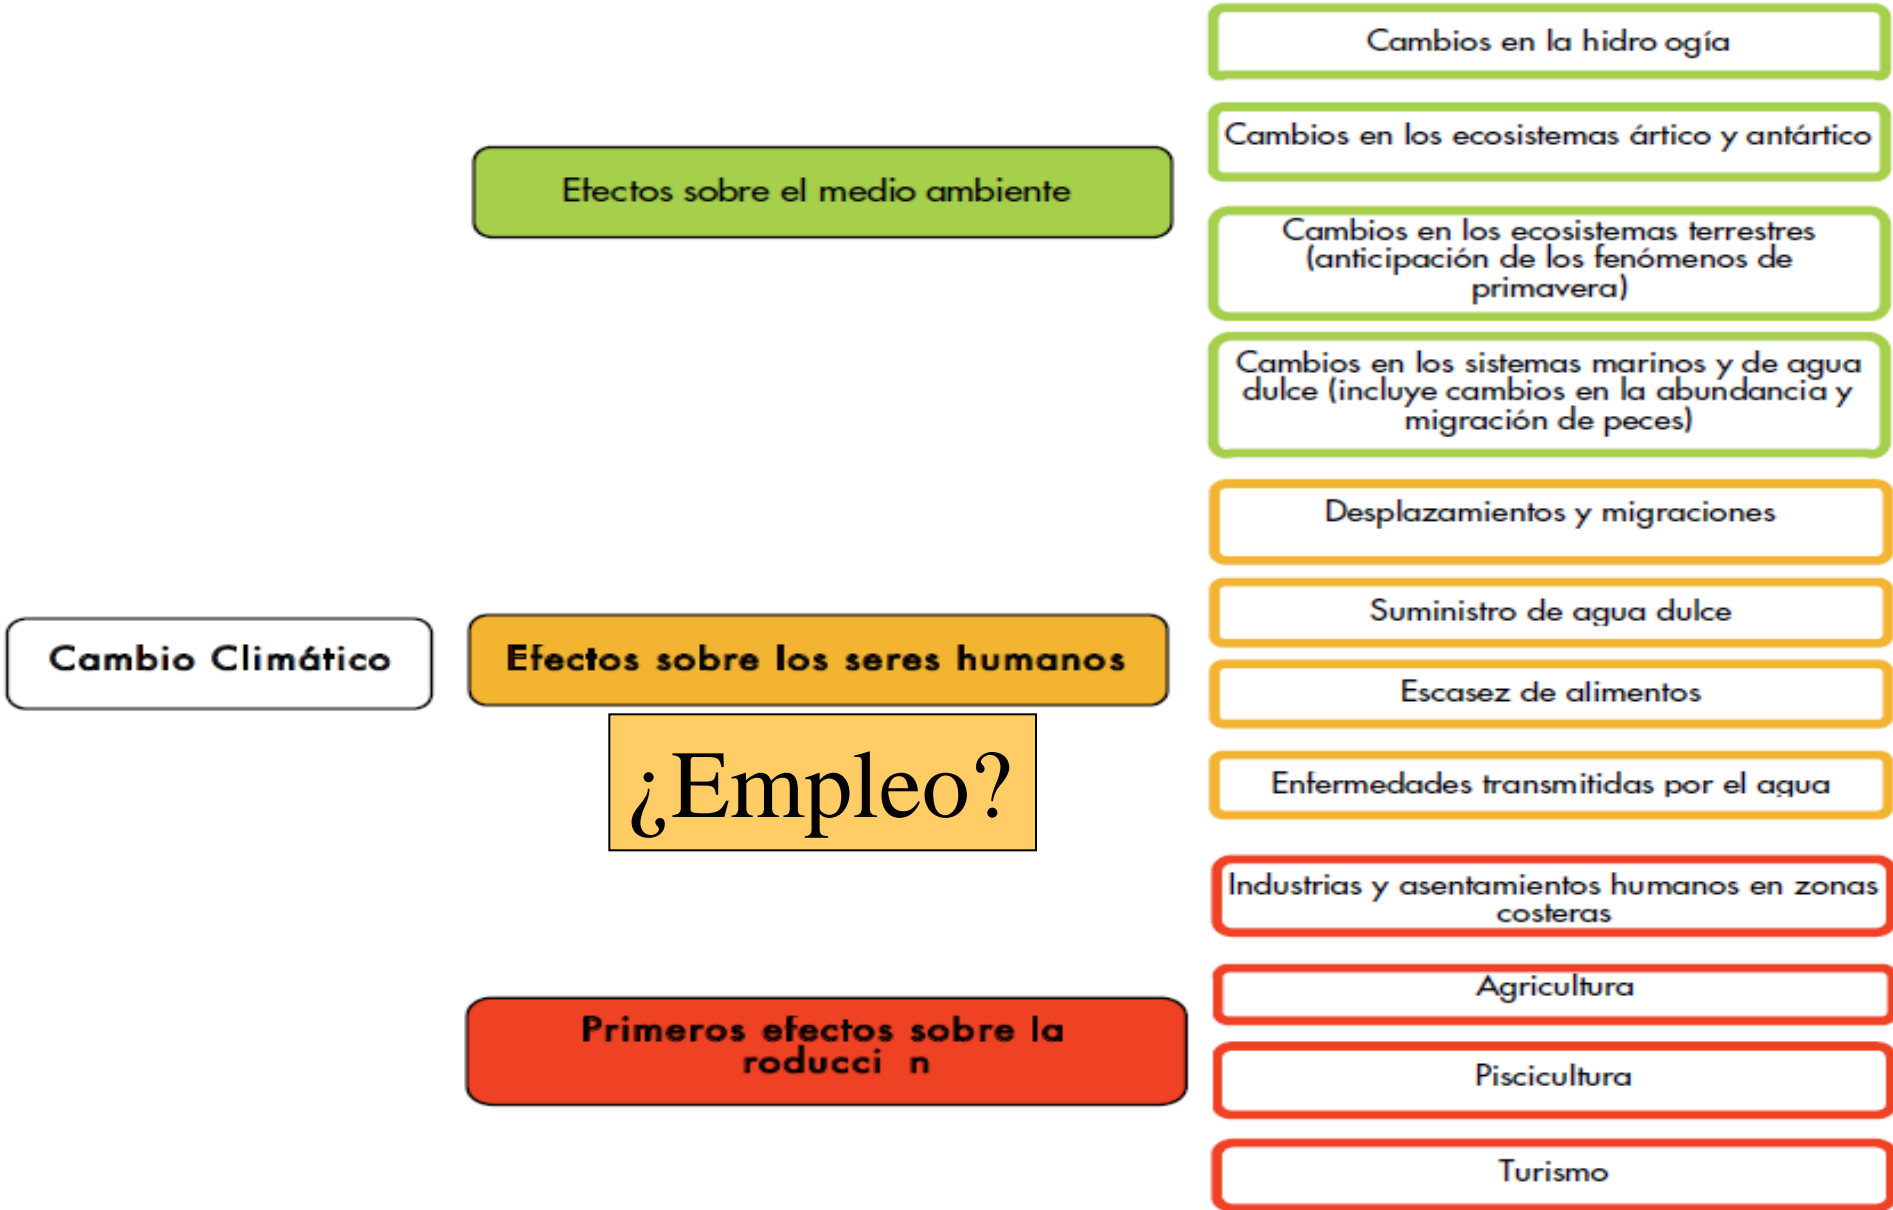 Cambios en la hidro ogía
Cambios en los ecosistemas ártico y antártico
Efectos sobre el medio ambiente
Cambios en los ecosistemas terrestres
(anticipación de los fenómenos de
primavera)
Cambios en los sistemas marinos y de agua
dulce (incluye cambios en la abundancia y
migración de peces)
Desplazamientos y migraciones
Suministro de agua dulce
Cambio Climático
Efectos sobre los seres humanos
Escasez de alimentos
¿Empleo?
Enfermedades transmitidas por el agua
Industrias y asentamientos humanos en zonas
costeras
Agricultura
Primeros efectos sobre la
roducci n
Piscicultura
Turismo